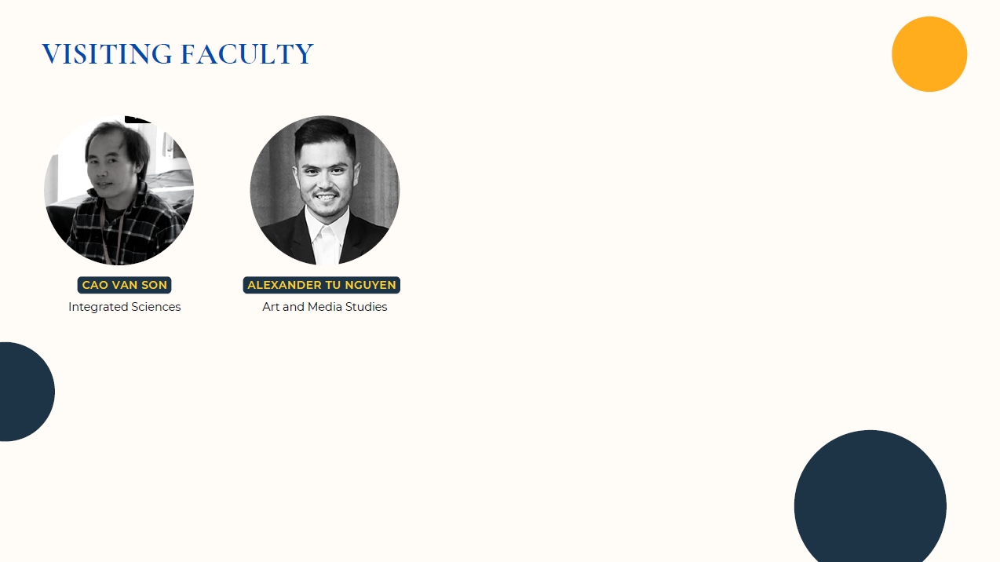 VISITING FACULTY
CAO VAN SON
Integrated Sciences
ALEXANDER TU NGUYEN
Art and Media Studies